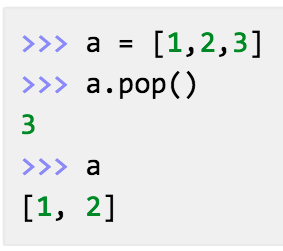 >>> a = [1,2,3]
>>> a.pop()
3
>>> a
[1, 2]